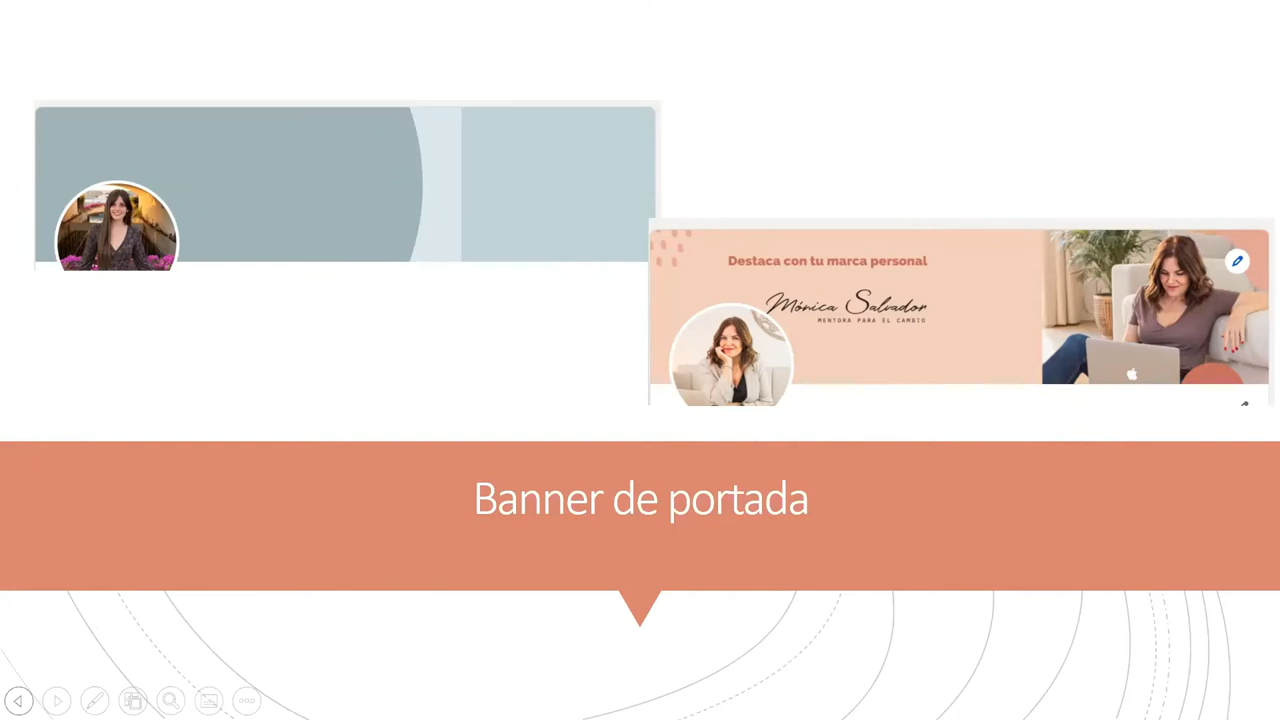 Destaca con tu marca personal
Mónica Salvador
MENTORA PARA EL CAMBIO
Banner de portada